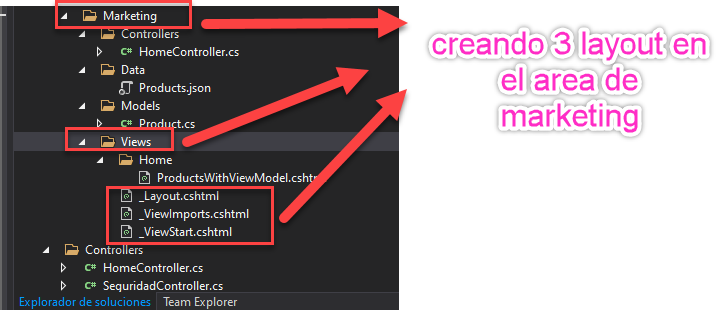 Marketing
Controllers
C# HomeController.cs
Data
Products.json
Models
C# Product.cs
Views
Home
ProductsWithViewModel.cshtm
_Layout.cshtml
_ViewImports.cshtml
_ViewStart.cshtml
Controllers
C# HomeController.cs
C# SeguridadController.cs
Explorador de soluciones Team Explorer
creando 3 layout en
el area de
marketing